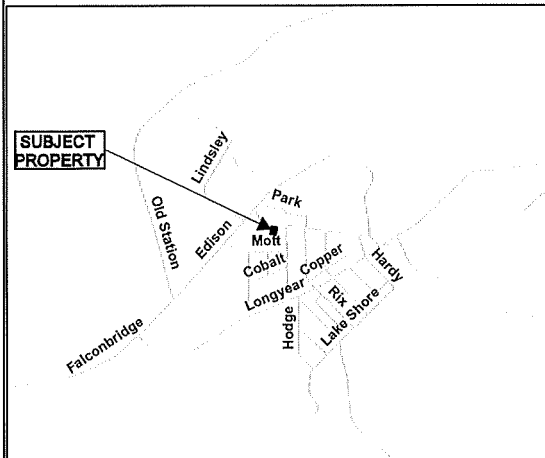 SUBJECT
PROPERTY
Lindsley
Old Station
Edison
Park
Mott
Cobalt
Copper
Longyear
Hardy
Rix
Hodge
Lake Shore
Falconbridge